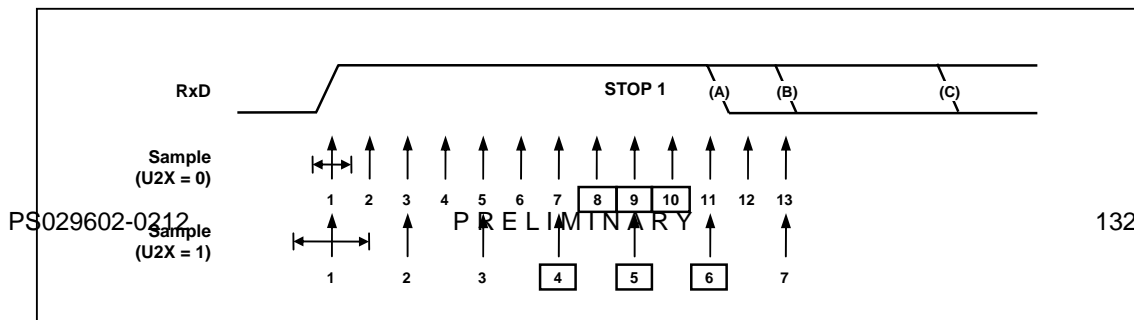 RxD STOP 1 (A) (B) (C)
Sample
(U2X = 0)
1 2 3 4 5 6 7 8 9 10 11 12 13
PS029602-0212 PRELIMINARY 132
Sample
(U2X = 1)
1 2 3 4 5 6 7